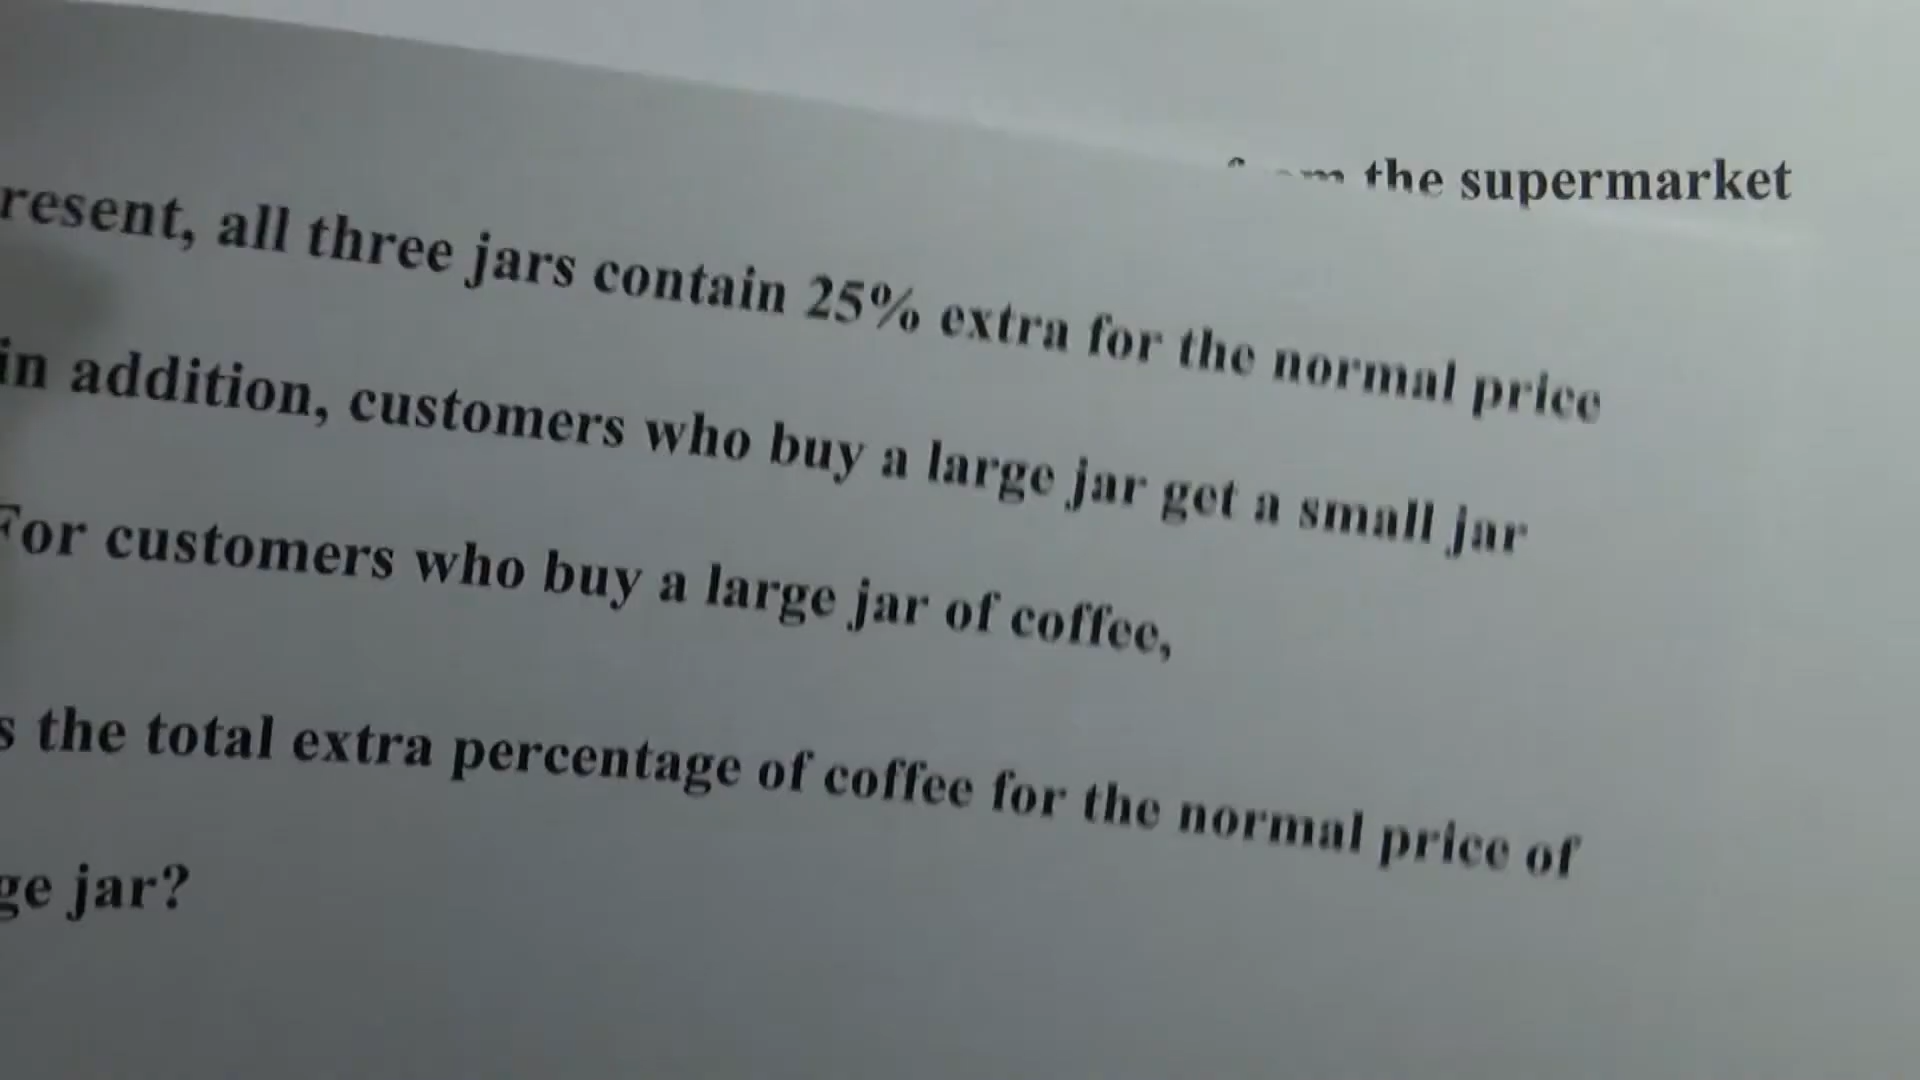 the supermarket
resent, all three jars contain 25% extra for the normal price
in addition, customers who buy a large jar get a small jar
For customers who buy a large jar of coffee,
s the total extra percentage of coffee for the normal price of
ge jar?